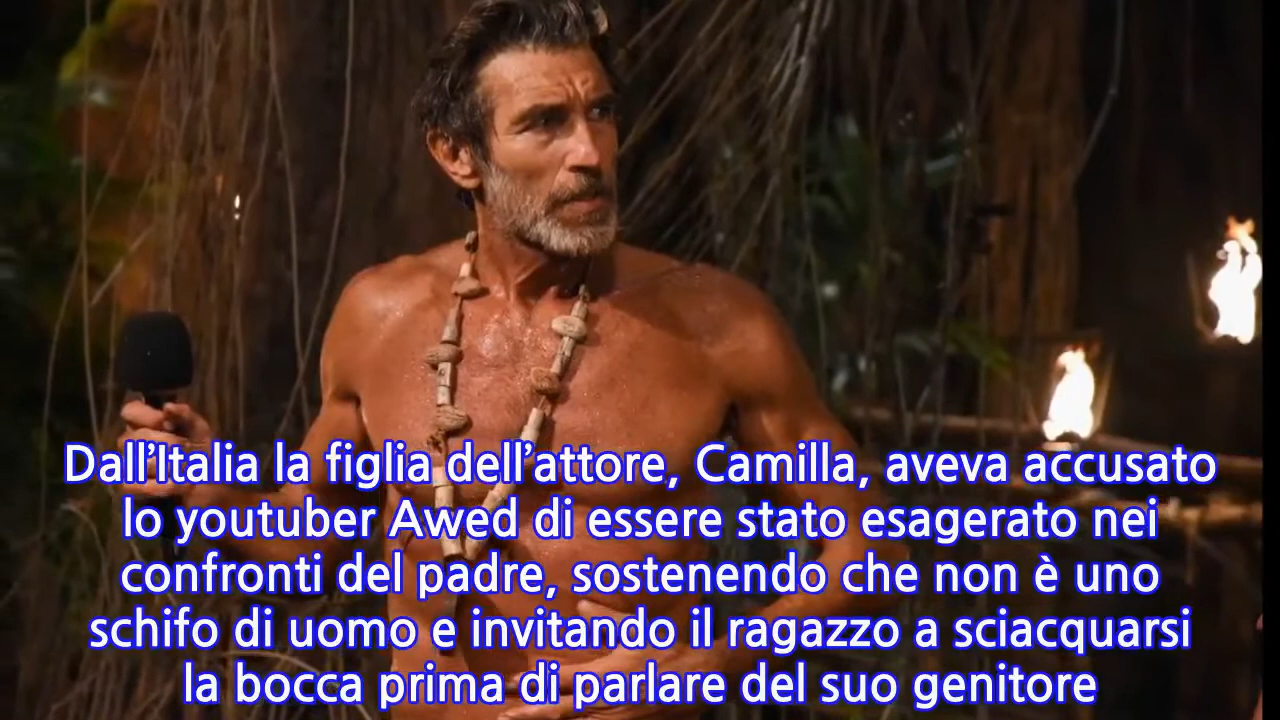 Dall’Italia la figlia dell’attore, Camilla, aveva accusato
lo youtuber Awed di essere stato esagerato nei
confronti del padre, sostenendo che non è uno
schifo di uomo e invitando il ragazzo a sciacquarsi
la bocca prima di parlare del suo genitore